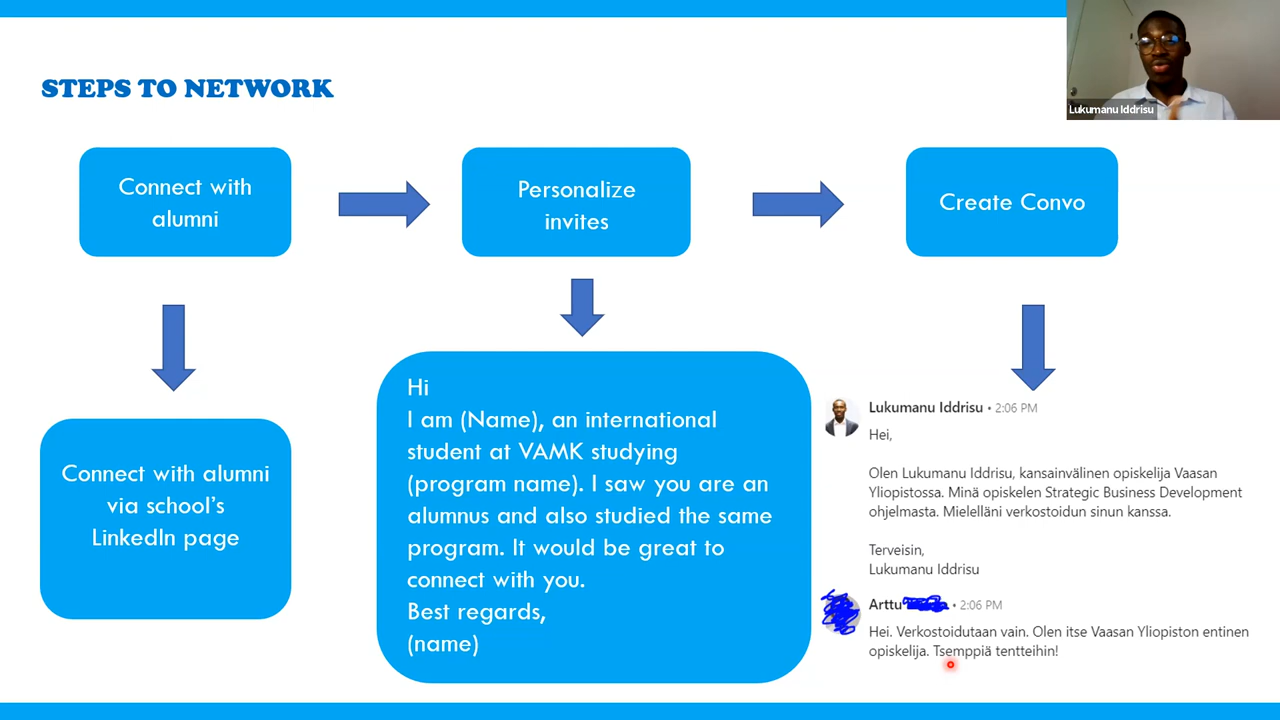 STEPS TO NETWORK
Lukumanu Iddrisu
Connect with
alumni
Personalize
invites
Create Convo
Connect with alumni
via school's
LinkedIn page
Hi
I am (Name), an international
student at VAMK studying
(program name). I saw you are an
alumnus and also studied the same
program. It would be great to
connect with you.
Best regards,
(name)
Lukumanu Iddrisu • 2:06 PM
Hei,
Olen Lukumanu Iddrisu, kansainvälinen opiskelija Vaasan
Yliopistossa. Minä opiskelen Strategic Business Development
ohjelmasta. Mielelläni verkostoidun sinun kanssa.
Terveisin,
Lukumanu Iddrisu
Arttu • 2:06 PM
Hei. Verkostoidutaan vain. Olen itse Vaasan Yliopiston entinen
opiskelija. Tsemppiä tentteihin!